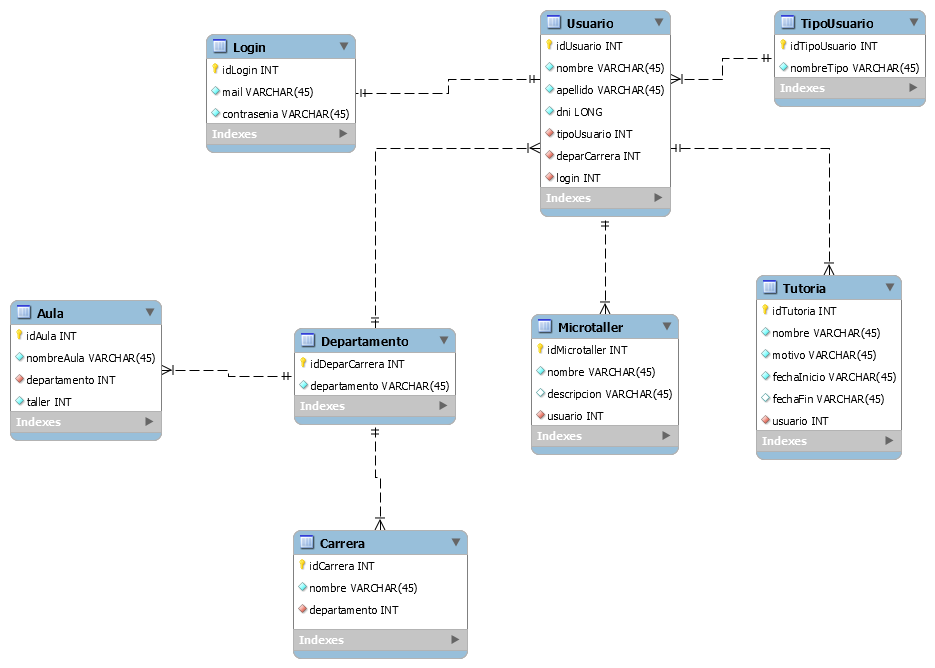 Login
idLogin INT
mail VARCHAR(45)
contrasenia VARCHAR(45)
Indexes
Usuario
idUsuario INT
nombre VARCHAR(45)
apellido VARCHAR(45)
dni LONG
tipoUsuario INT
deparCarrera INT
login INT
Indexes
TipoUsuario
idTipoUsuario INT
nombreTipo VARCHAR(45)
Indexes
Aula
idAula INT
nombreAula VARCHAR(45)
departamento INT
taller INT
Indexes
Departamento
idDeparCarrera INT
departamento VARCHAR(45)
Indexes
Microtaller
idMicrotaller INT
nombre VARCHAR(45)
descripcion VARCHAR(45)
usuario INT
Indexes
Tutoria
idTutoria INT
nombre VARCHAR(45)
motivo VARCHAR(45)
fechaInicio VARCHAR(45)
fechaFin VARCHAR(45)
usuario INT
Indexes
Carrera
idCarrera INT
nombre VARCHAR(45)
departamento INT
Indexes